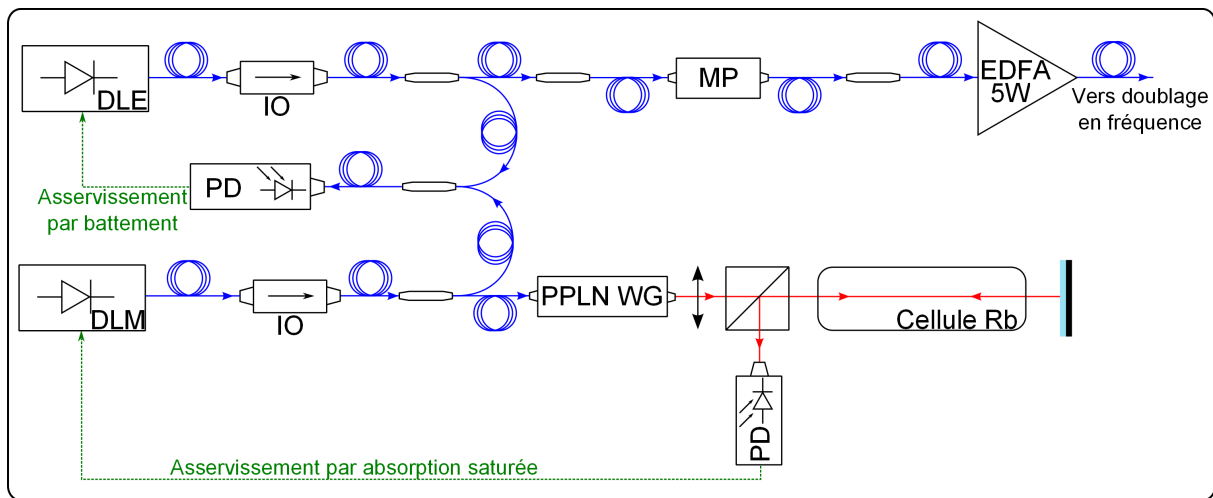 DLE
IO
MP
EDFA
5W
Vers doublage
en fréquence
PD
Asservissement
par battement
DLM
IO
PPLN WG
Cellule Rb
PD
Asservissement par absorption saturée